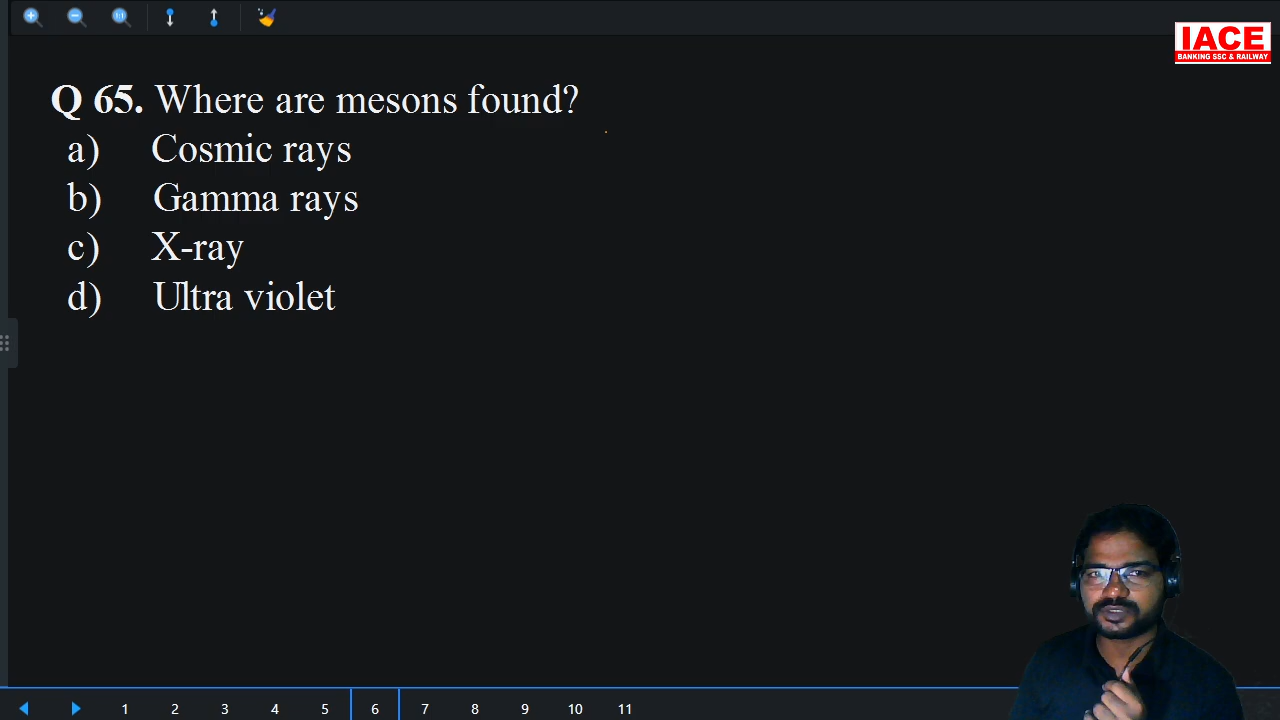 IACE
BANKING SSC & RAILWAY
Q 65. Where are mesons found?
a) Cosmic rays
b) Gamma rays
c) X-ray
d) Ultra violet
1 2 3 4 5 6 7 8 9 10 11